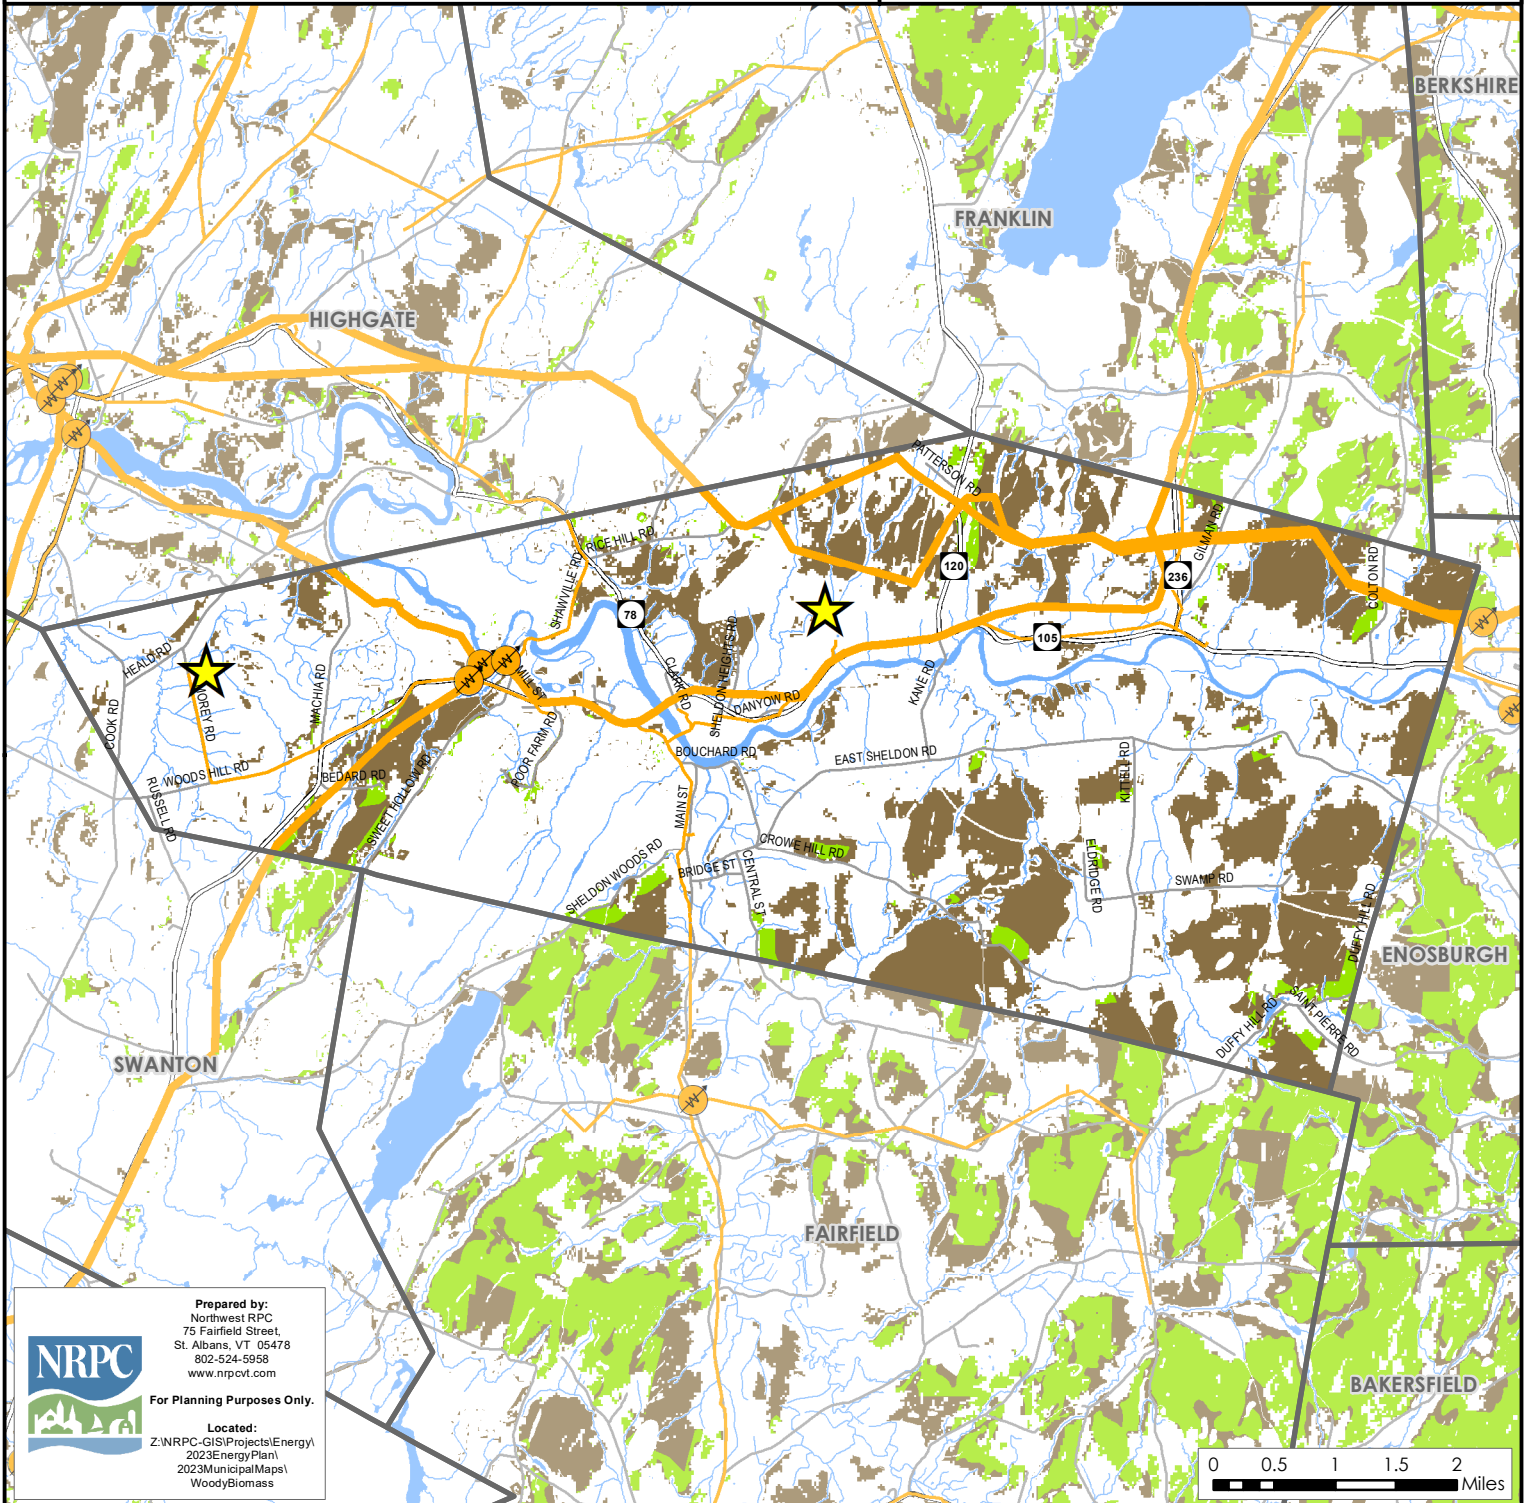 BERKSHIRE
FRANKLIN
HIGHGATE
PATTERSON RD
GILMAN RD
RICE HILL RD
SHAWVILLE RD
COLTON RD
120
236
78
105
HEALD RD
MOREY RD
MACHIA RD
COOK RD
MILL ST
CLARK RD
SHELDON HEIGHTS RD
KANE RD
DANYOW RD
POOR FARM RD
BOUCHARD RD
EAST SHELDON RD
WOODS HILL RD
BEDARD RD
KITTELL RD
RUSSELL RD
SWEET HOLLOW RD
MAIN ST
CROWE HILL RD
SHELDON WOODS RD
BRIDGE ST
CENTRAL ST
ELDRIDGE RD
SWAMP RD
DUFFY HILL RD
ENOSBURGH
SAINT PIERRE RD
DUFFY HILL RD
SWANTON
W
W
W
W
W
W
W
W
W
FAIRFIELD
BAKERSFIELD
NRPC
Prepared by:
Northwest RPC
75 Fairfield Street,
St. Albans, VT 05478
802-524-5958
www.nrpcvt.com
For Planning Purposes Only.
Located:
Z:\NRPC-GIS\Projects\Energy\
2023EnergyPlan\
2023MunicipalMaps\
WoodyBiomass
0 0.5 1 1.5 2
Miles